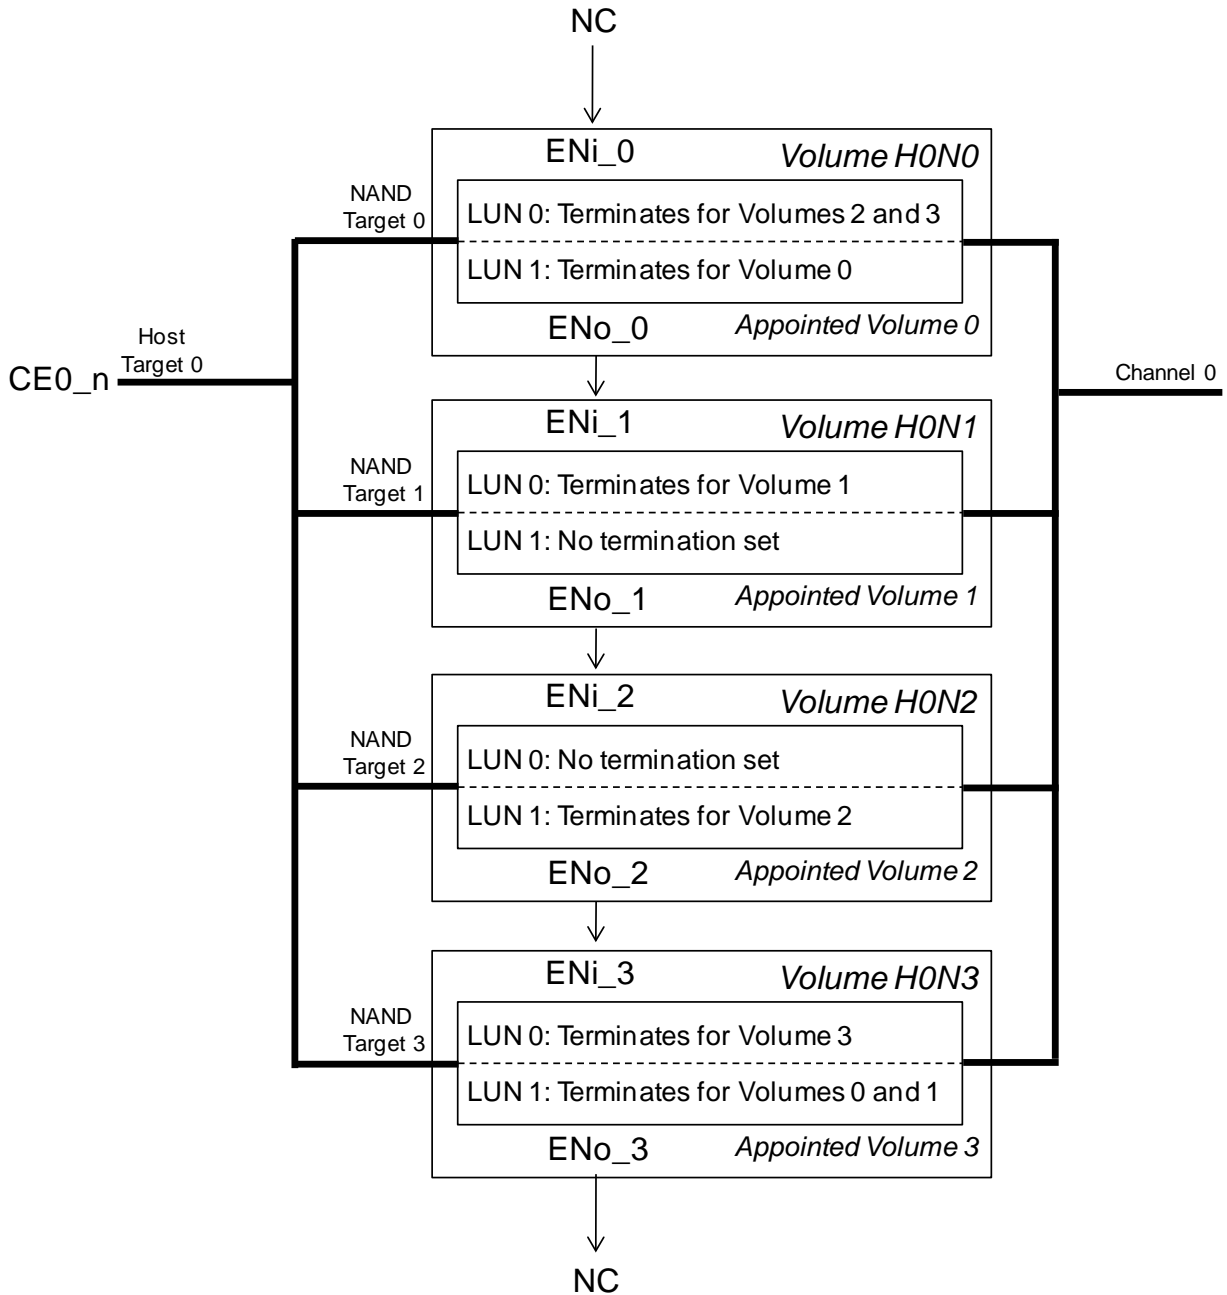 NC
ENi_0
Volume H0N0
NAND
Target 0
LUN 0: Terminates for Volumes 2 and 3
LUN 1: Terminates for Volume 0
ENo_0
Appointed Volume 0
Host
Target 0
CE0_n
Channel 0
ENi_1
Volume H0N1
NAND
Target 1
LUN 0: Terminates for Volume 1
LUN 1: No termination set
ENo_1
Appointed Volume 1
ENi_2
Volume H0N2
NAND
Target 2
LUN 0: No termination set
LUN 1: Terminates for Volume 2
ENo_2
Appointed Volume 2
ENi_3
Volume H0N3
NAND
Target 3
LUN 0: Terminates for Volume 3
LUN 1: Terminates for Volumes 0 and 1
ENo_3
Appointed Volume 3
NC